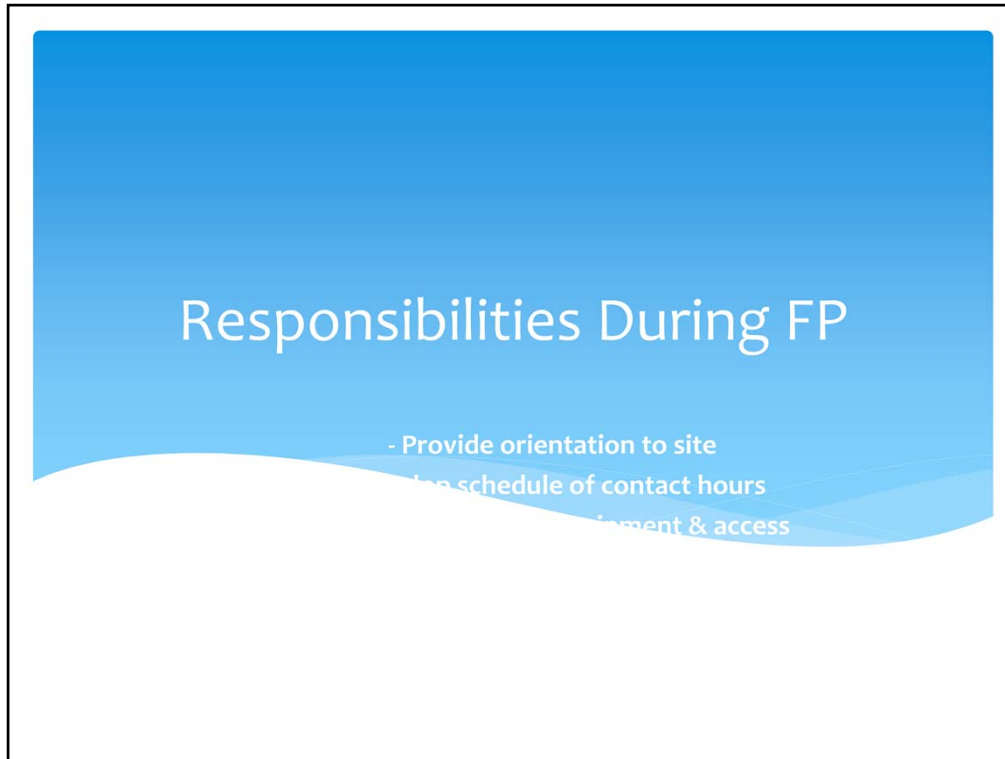 Responsibilities During FP
- Provide orientation to site
schedule of contact hours
& access